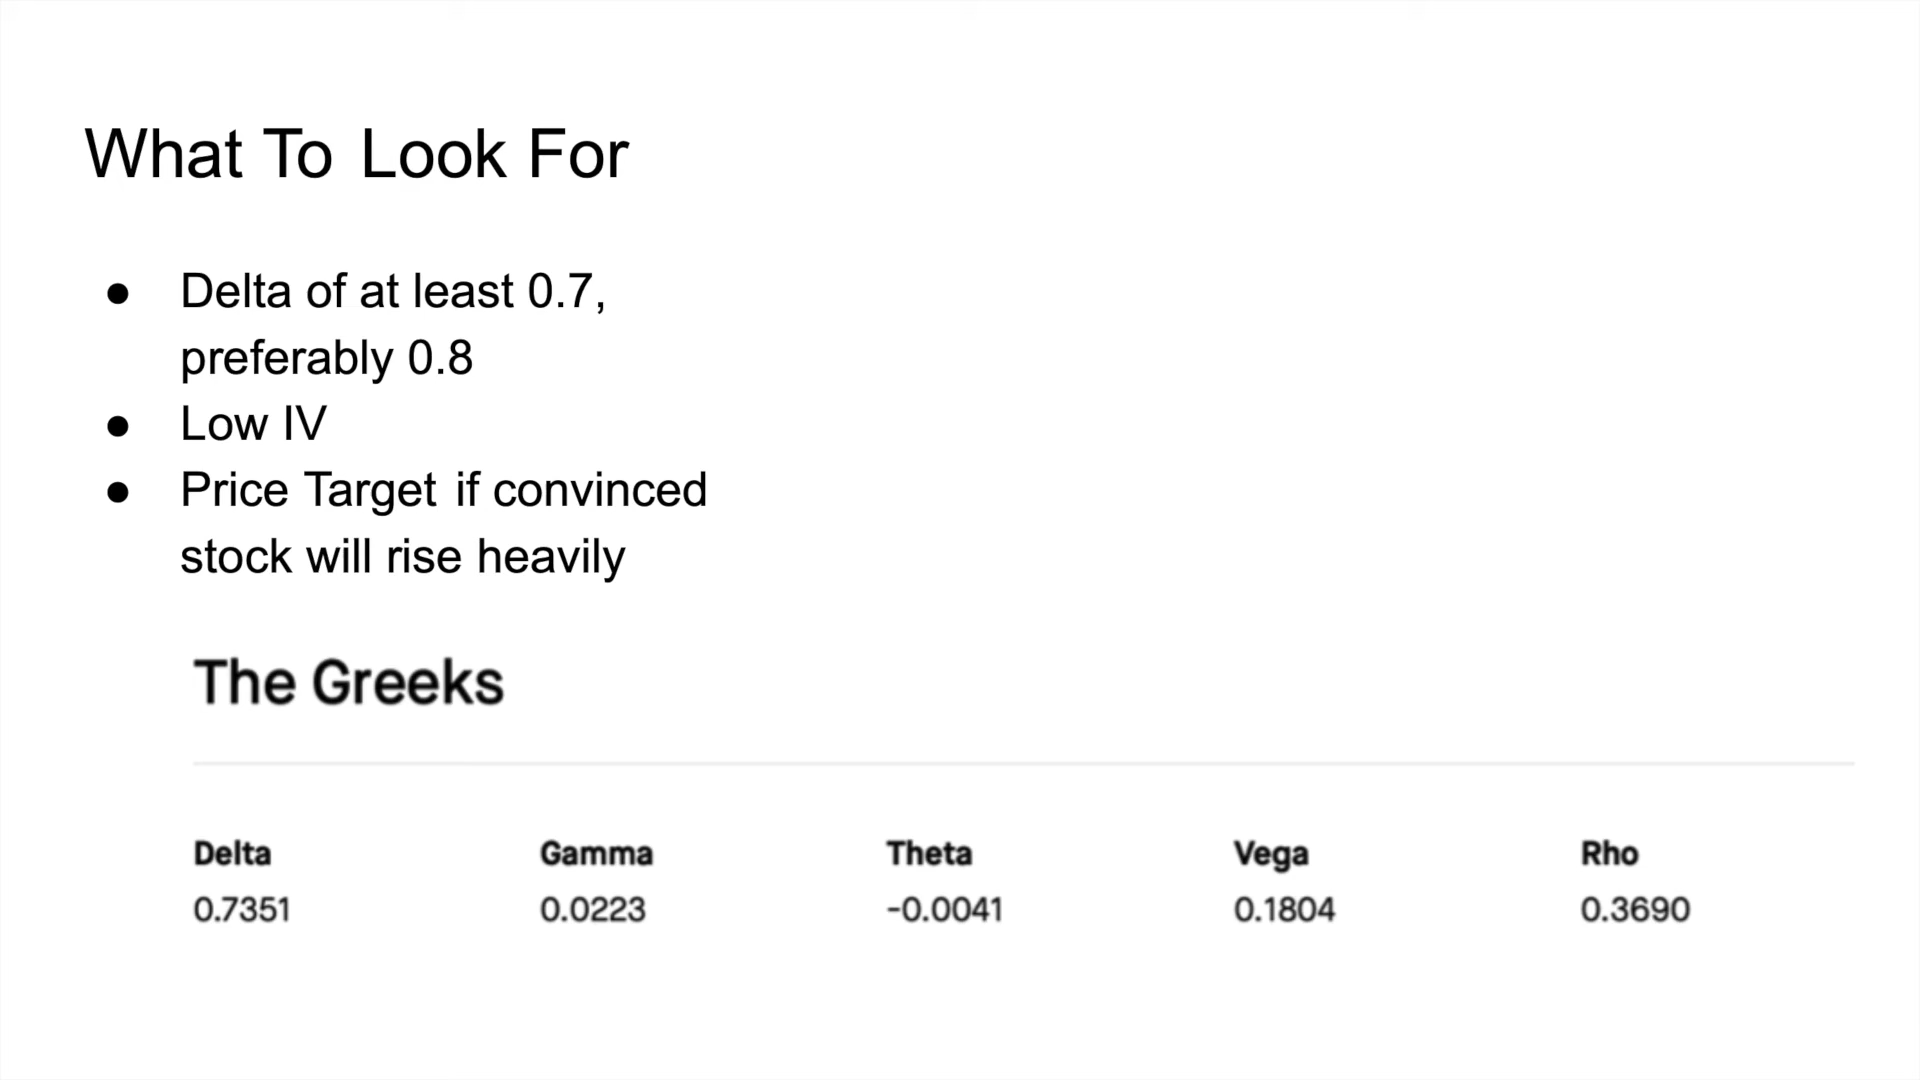 What To Look For
● Delta of at least 0.7,
preferably 0.8
● Low IV
● Price Target if convinced
stock will rise heavily
The Greeks
Delta Gamma Theta Vega Rho
0.7351 0.0223 -0.0041 0.1804 0.3690